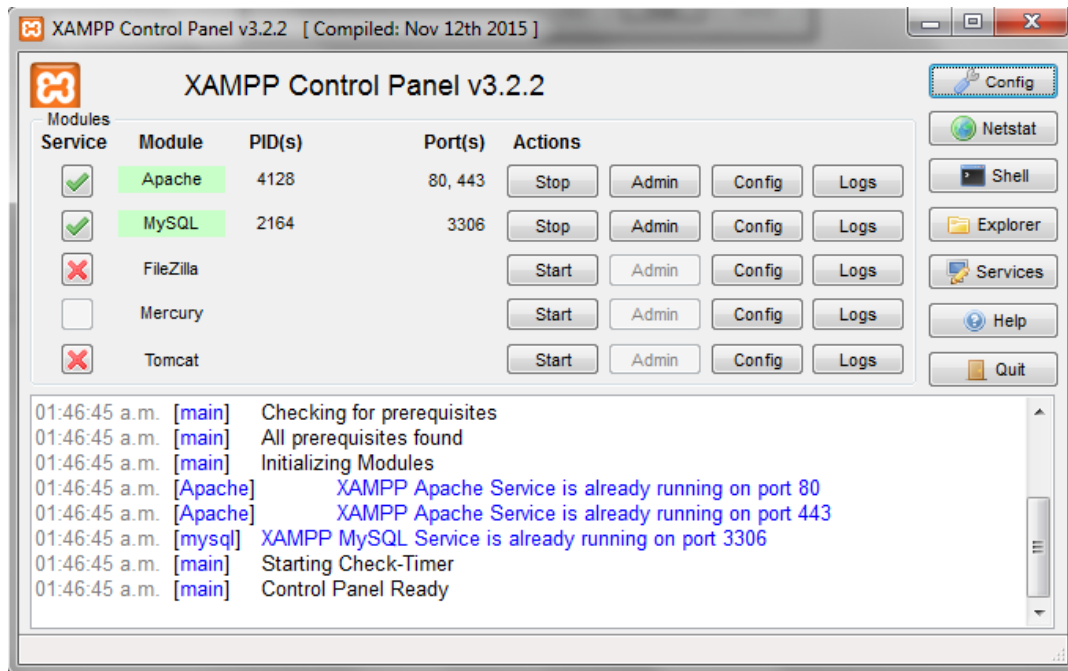 XAMPP Control Panel v3.2.2 [ Compiled: Nov 12th 2015 ]
XAMPP Control Panel v3.2.2
Config
Modules
Service Module PID(s) Port(s) Actions
Netstat
Apache 4128 80, 443 Stop Admin Config Logs
Shell
MySQL 2164 3306 Stop Admin Config Logs
Explorer
FileZilla Start Admin Config Logs
Services
Mercury Start Admin Config Logs
Help
Tomcat Start Admin Config Logs
Quit
01:46:45 a.m. [main] Checking for prerequisites
01:46:45 a.m. [main] All prerequisites found
01:46:45 a.m. [main] Initializing Modules
01:46:45 a.m. [Apache] XAMPP Apache Service is already running on port 80
01:46:45 a.m. [Apache] XAMPP Apache Service is already running on port 443
01:46:45 a.m. [mysql] XAMPP MySQL Service is already running on port 3306
01:46:45 a.m. [main] Starting Check-Timer
01:46:45 a.m. [main] Control Panel Ready